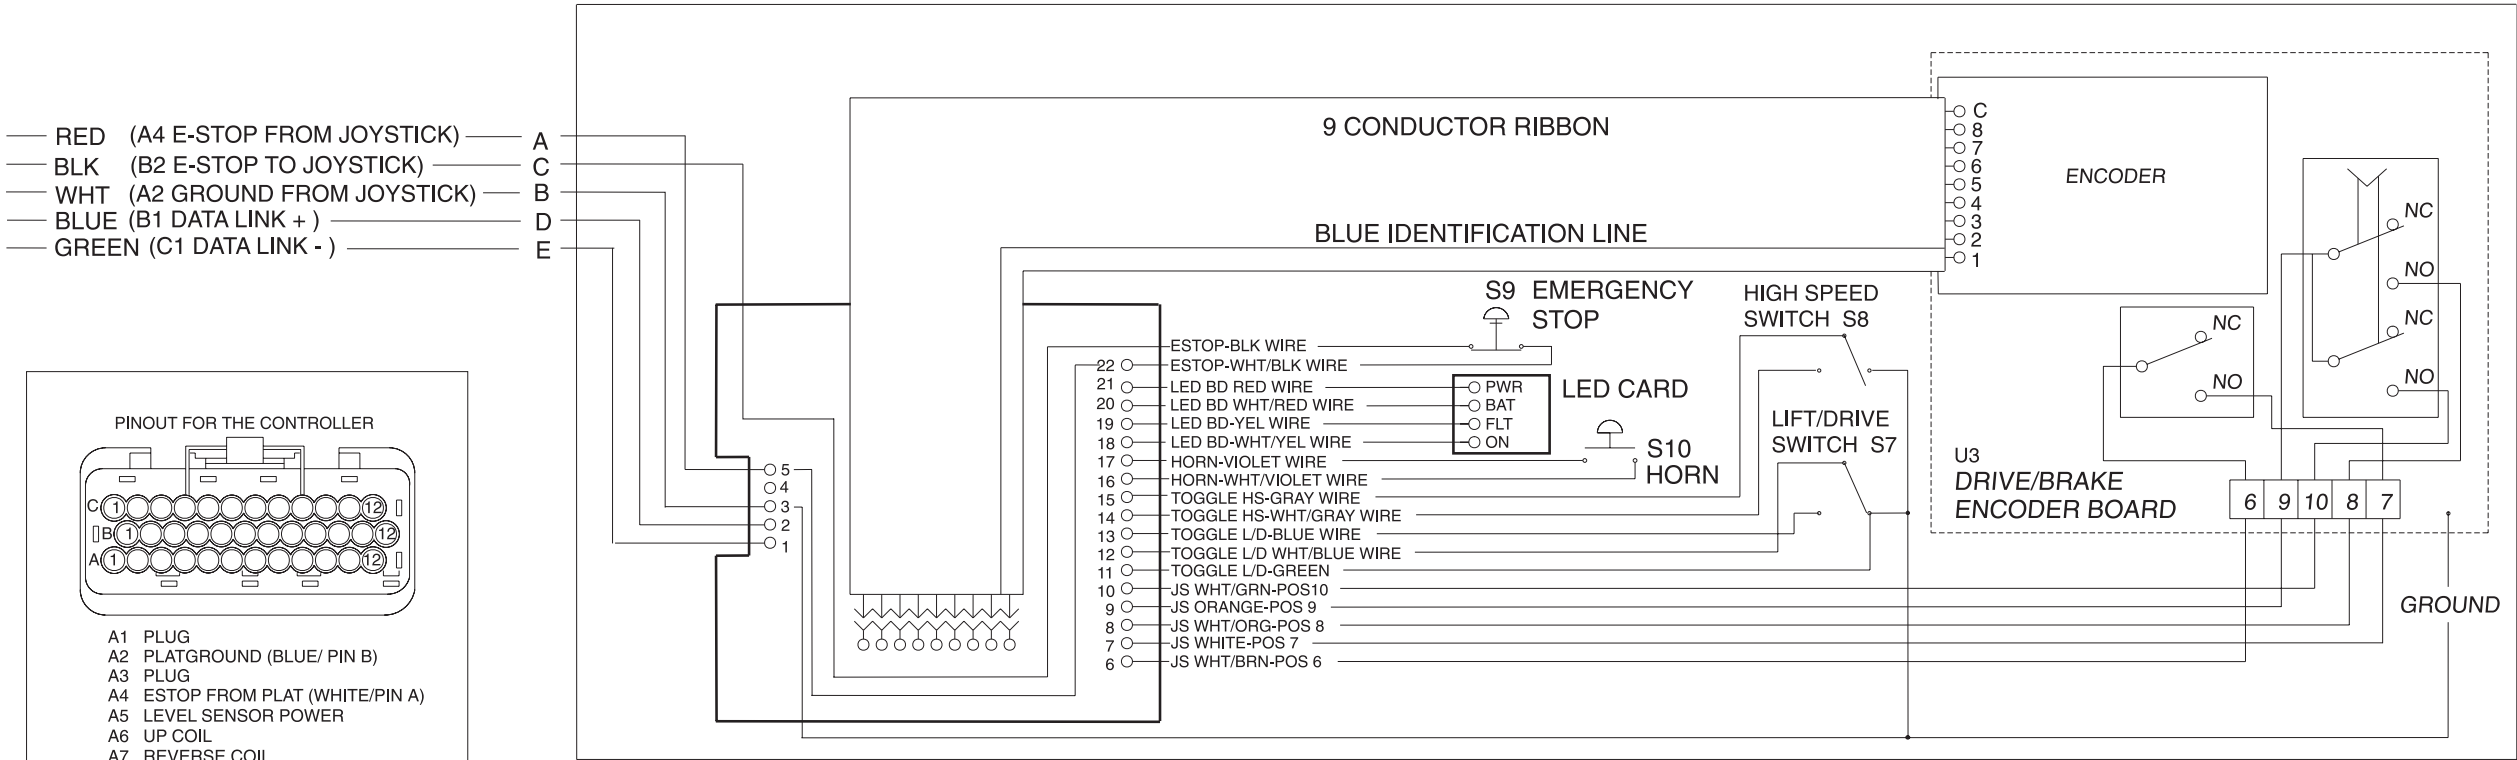 RED (A4 E-STOP FROM JOYSTICK) A
BLK (B2 E-STOP TO JOYSTICK) C
WHT (A2 GROUND FROM JOYSTICK) B
BLUE (B1 DATA LINK + ) D
GREEN (C1 DATA LINK - ) E
9 CONDUCTOR RIBBON
BLUE IDENTIFICATION LINE
C
8
7
6
5
4
3
2
1
ENCODER
NC
NO
NC
NO
NC
NO
U3
DRIVE/BRAKE
ENCODER BOARD
6 9 10 8 7
GROUND
S9 EMERGENCY
STOP
HIGH SPEED
SWITCH S8
LED CARD
PWR
BAT
FLT
ON
S10
HORN
LIFT/DRIVE
SWITCH S7
ESTOP-BLK WIRE
22 ESTOP-WHT/BLK WIRE
21 LED BD RED WIRE
20 LED BD WHT/RED WIRE
19 LED BD-YEL WIRE
18 LED BD-WHT/YEL WIRE
17 HORN-VIOLET WIRE
16 HORN-WHT/VIOLET WIRE
15 TOGGLE HS-GRAY WIRE
14 TOGGLE HS-WHT/GRAY WIRE
13 TOGGLE L/D-BLUE WIRE
12 TOGGLE L/D WHT/BLUE WIRE
11 TOGGLE L/D-GREEN
10 JS WHT/GRN-POS10
9 JS ORANGE-POS 9
8 JS WHT/ORG-POS 8
7 JS WHITE-POS 7
6 JS WHT/BRN-POS 6
5
4
3
2
1
PINOUT FOR THE CONTROLLER
C 1 12
B 1 12
A 1 12
A1 PLUG
A2 PLATGROUND (BLUE/ PIN B)
A3 PLUG
A4 ESTOP FROM PLAT (WHITE/PIN A)
A5 LEVEL SENSOR POWER
A6 UP COIL
A7 REVERSE COIL